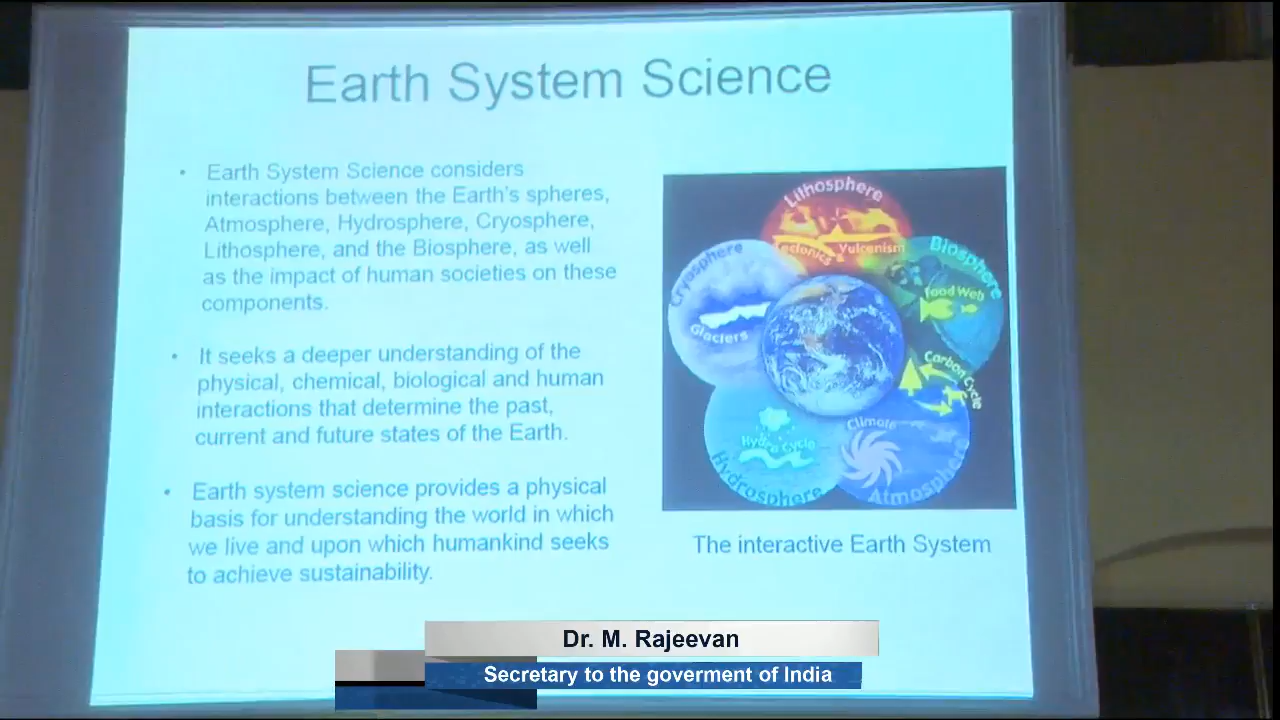 Earth System Science
• Earth System Science considers
interactions between the Earth's spheres,
Atmosphere, Hydrosphere, Cryosphere,
Lithosphere, and the Biosphere, as well
as the impact of human societies on these
components.
• It seeks a deeper understanding of the
physical, chemical, biological and human
interactions that determine the past,
current and future states of the Earth.
• Earth system science provides a physical
basis for understanding the world in which
we live and upon which humankind seeks
to achieve sustainability.
Lithosphere
Tectonics Vulcanism
Cryosphere
Glaciers
Biosphere
Food Web
Carbon Cycle
Climate
Atmosphere
Hydro Cycle
Hydrosphere
The interactive Earth System
Dr. M. Rajeevan
Secretary to the goverment of India